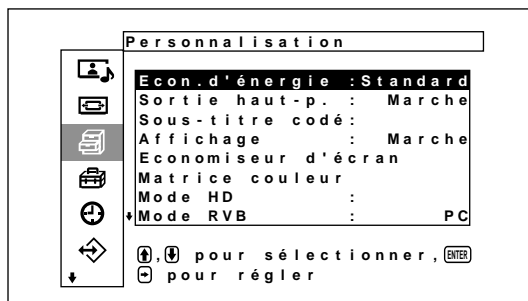 Personnalisation
Econ.d'énergie :Standard
Sortie haut-p. : Marche
Sous-titre codé:
Affichage : Marche
Economiseur d'écran
Matrice couleur
Mode HD :
Mode RVB : PC
, pour sélectionner, ENTER
pour régler